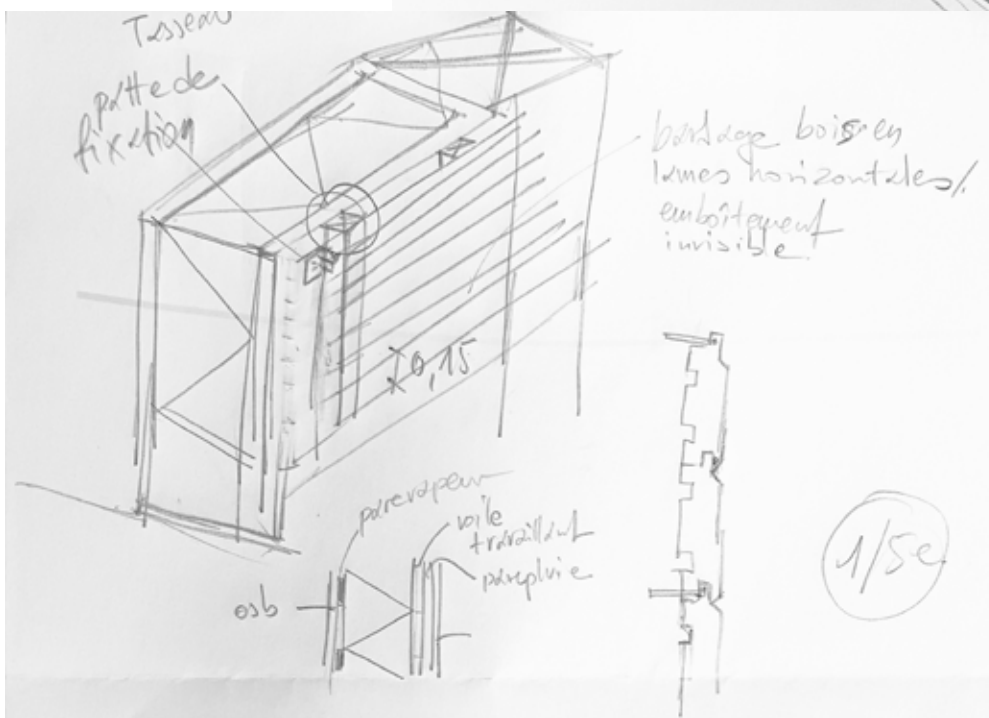 Tasseau
patte de
fixation
bardage bois en
lames horizontales/
emboîtement
invisible.
0,15
parevapeur
voile
travaillant
parepluie
osb
1/5e